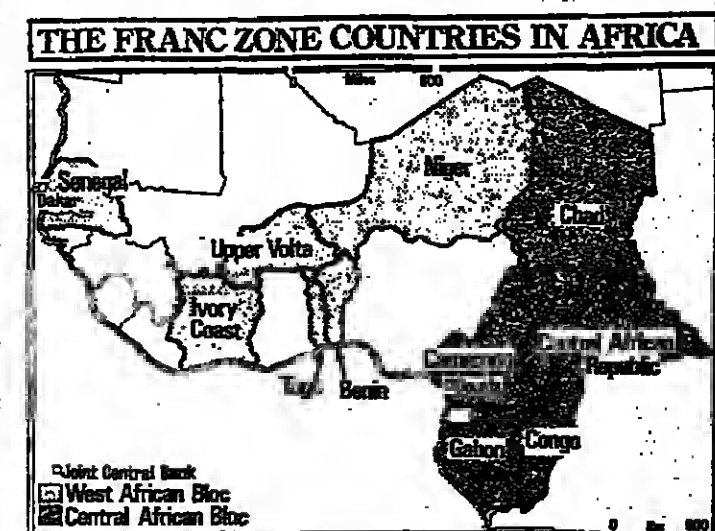 THE FRANC ZONE COUNTRIES IN AFRICA
0 Miles 600
Niger
Senegal
Dakar
Chad
Upper Volta
Ivory
Coast
Central African
Republic
Cameroon
Togo
Benin
Gabon
Congo
Joint Central Bank
West African Bloc
Central African Bloc
0 600